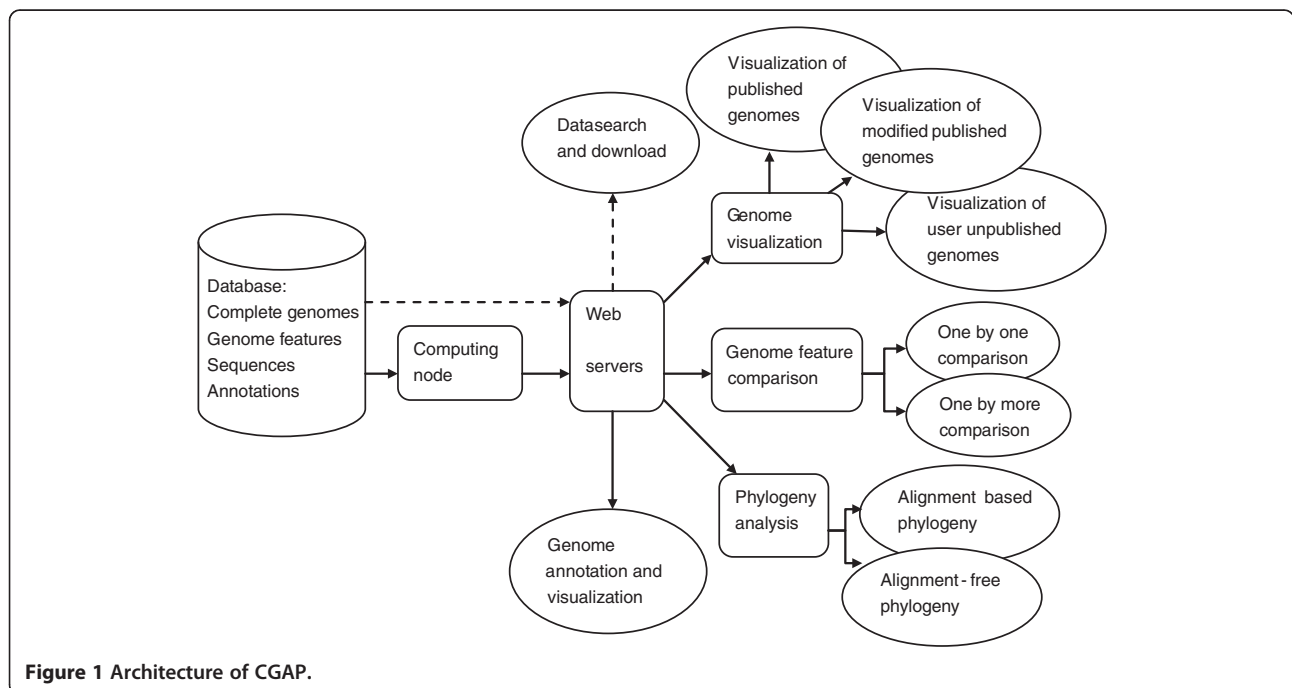 Visualization of
published
genomes
Visualization of
modified published
genomes
Datasearch
and download
Genome
visualization
Visualization of
user unpublished
genomes
Database:
Complete genomes
Genome features
Sequences
Annotations
Computing
node
Web
servers
Genome feature
comparison
One by one
comparison
One by more
comparison
Phylogeny
analysis
Alignment based
phylogeny
Alignment-free
phylogeny
Genome
annotation and
visualization
Figure 1 Architecture of CGAP.